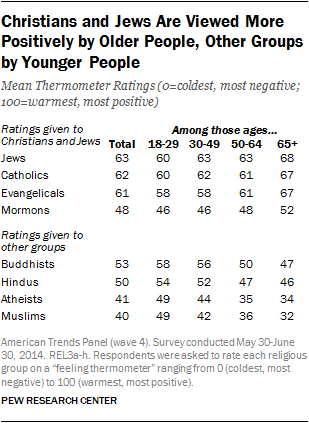 Christians and Jews Are Viewed More
Positively by Older People, Other Groups
by Younger People
Mean Thermometer Ratings (0=coldest, most negative;
100=warmest, most positive)
Ratings given to Among those ages...
Christians and Jews Total 18-29 30-49 50-64 65+
Jews 63 60 63 63 68
Catholics 62 60 62 61 67
Evangelicals 61 58 58 61 67
Mormons 48 46 46 48 52
Ratings given to
other groups
Buddhists 53 58 56 50 47
Hindus 50 54 52 47 46
Atheists 41 49 44 35 34
Muslims 40 49 42 36 32
American Trends Panel (wave 4). Survey conducted May 30-June
30, 2014. REL3a-h. Respondents were asked to rate each religious
group on a “feeling thermometer” ranging from 0 (coldest, most
negative) to 100 (warmest, most positive).
PEW RESEARCH CENTER